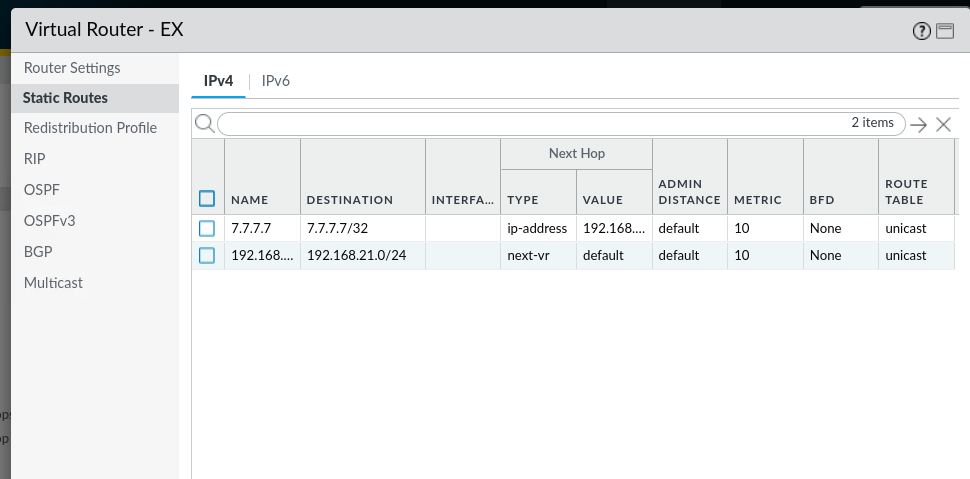 Virtual Router - EX
Router Settings
Static Routes
Redistribution Profile
RIP
OSPF
OSPFv3
BGP
Multicast
IPv4 IPv6
2 items
Next Hop
NAME DESTINATION INTERFA... TYPE VALUE ADMIN DISTANCE METRIC BFD ROUTE TABLE
7.7.7.7 7.7.7.7/32 ip-address 192.168.... default 10 None unicast
192.168.... 192.168.21.0/24 next-vr default default 10 None unicast